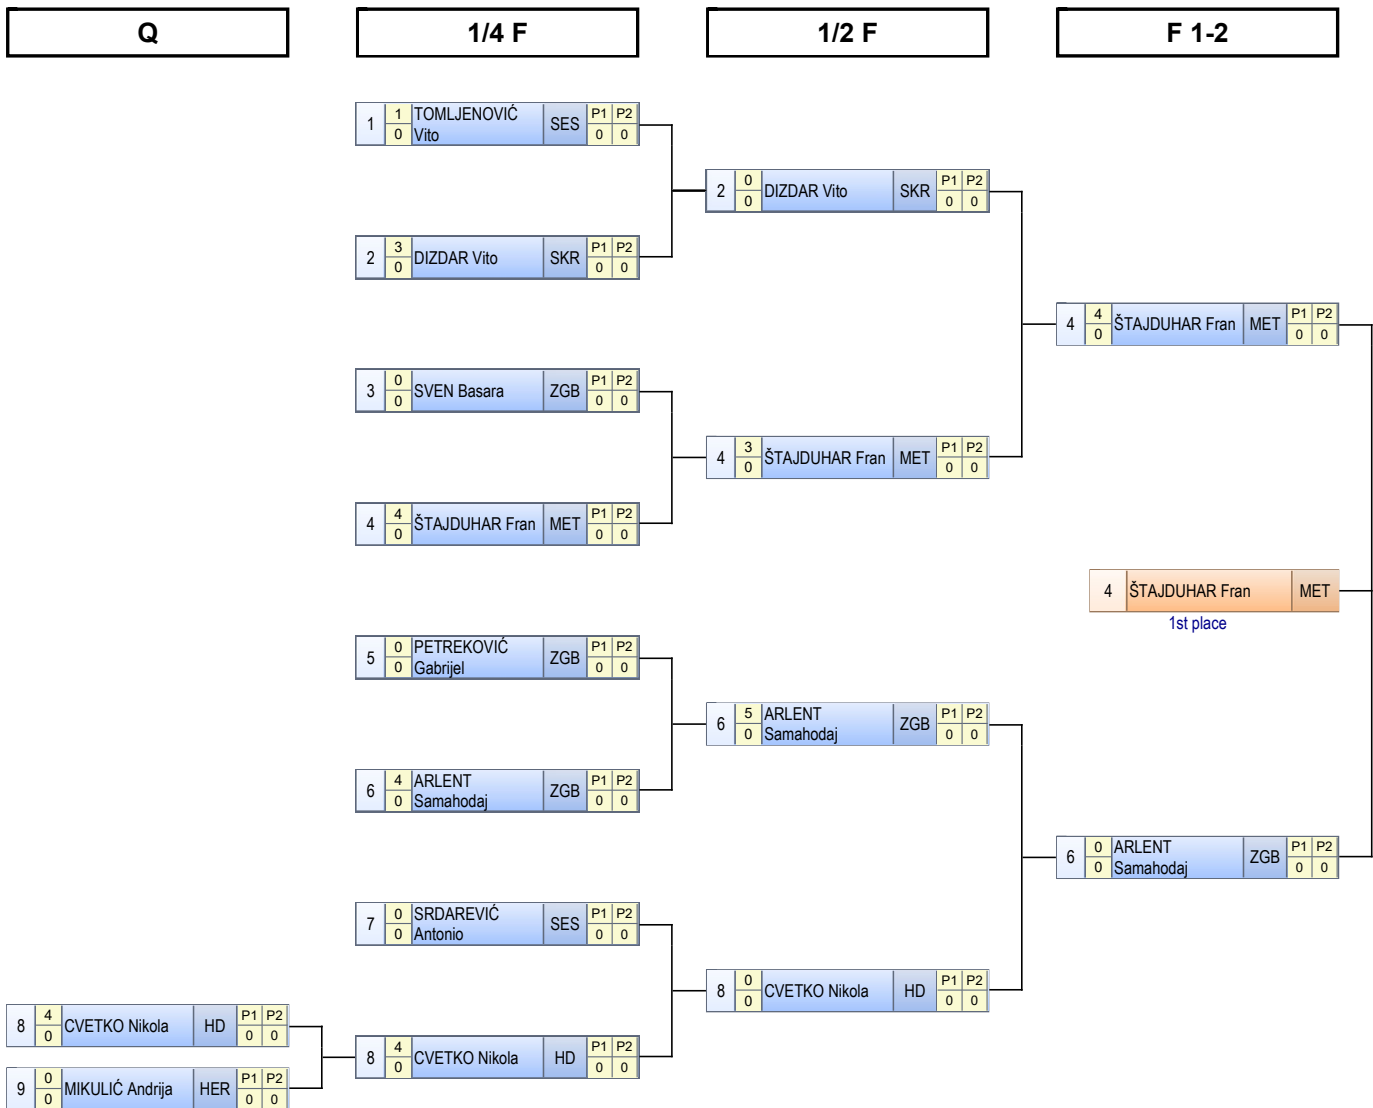 Q
1/4 F
1/2 F
F 1-2
1 1 0 TOMLJENOVIĆ Vito SES P1 P2 0 0
2 0 0 DIZDAR Vito SKR P1 P2 0 0
2 3 0 DIZDAR Vito SKR P1 P2 0 0
4 4 0 ŠTAJDUHAR Fran MET P1 P2 0 0
3 0 0 SVEN Basara ZGB P1 P2 0 0
4 3 0 ŠTAJDUHAR Fran MET P1 P2 0 0
4 4 0 ŠTAJDUHAR Fran MET P1 P2 0 0
4 ŠTAJDUHAR Fran MET
1st place
5 0 0 PETREKOVIĆ Gabrijel ZGB P1 P2 0 0
6 5 0 ARLENT Samahodaj ZGB P1 P2 0 0
6 4 0 ARLENT Samahodaj ZGB P1 P2 0 0
6 0 0 ARLENT Samahodaj ZGB P1 P2 0 0
7 0 0 SRDAREVIĆ Antonio SES P1 P2 0 0
8 0 0 CVETKO Nikola HD P1 P2 0 0
8 4 0 CVETKO Nikola HD P1 P2 0 0
8 4 0 CVETKO Nikola HD P1 P2 0 0
9 0 0 MIKULIĆ Andrija HER P1 P2 0 0